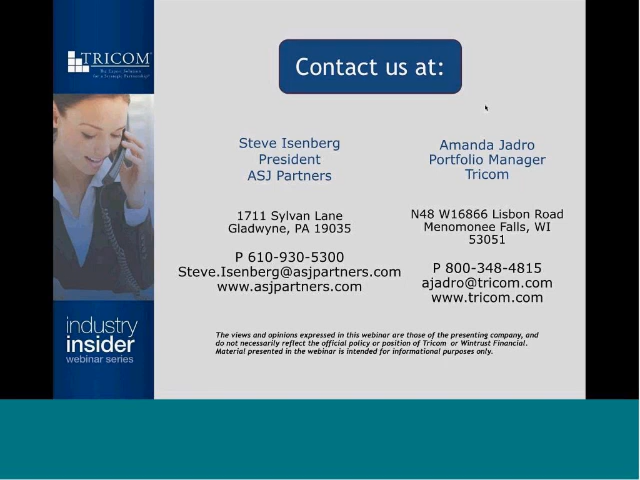 TRICOM
Contact us at:
Steve Isenberg
President
ASJ Partners
1711 Sylvan Lane
Gladwyne, PA 19035
P 610-930-5300
Steve.Isenberg@asjpartners.com
www.asjpartners.com
Amanda Jadro
Portfolio Manager
Tricom
N48 W16866 Lisbon Road
Menomonee Falls, WI
53051
P 800-348-4815
ajadro@tricom.com
www.tricom.com
industry
insider
webinar series
The views and opinions expressed in this webinar are those of the presenting company, and
do not necessarily reflect the official policy or position of Tricom or Wintrust Financial.
Material presented in the webinar is intended for informational purposes only.